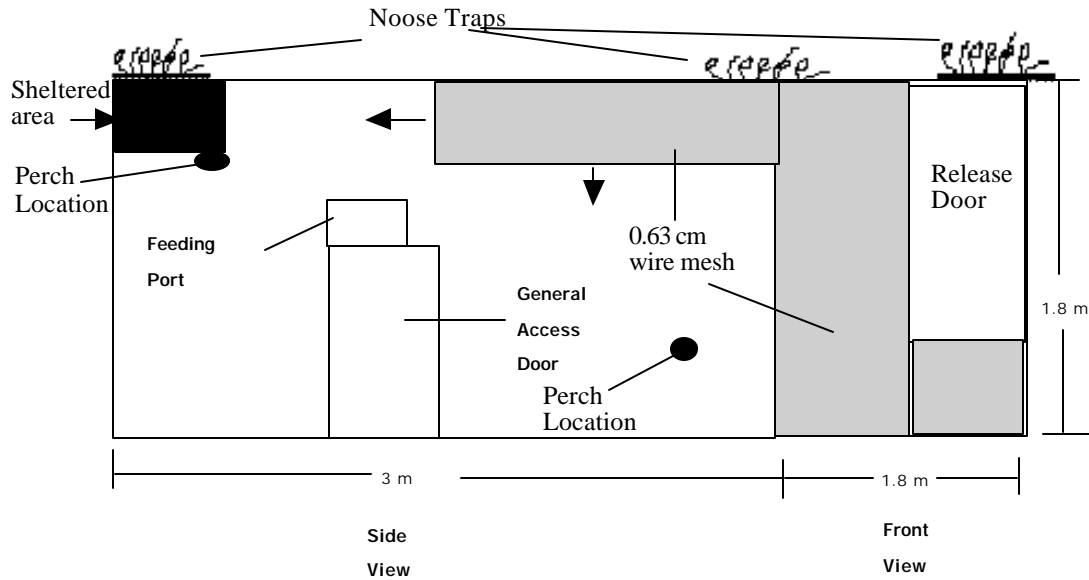 Noose Traps
Sheltered
area
Perch
Location
Feeding
Port
General
Access
Door
0.63 cm
wire mesh
Perch
Location
Release
Door
1.8 m
3 m
1.8 m
Side
View
Front
View